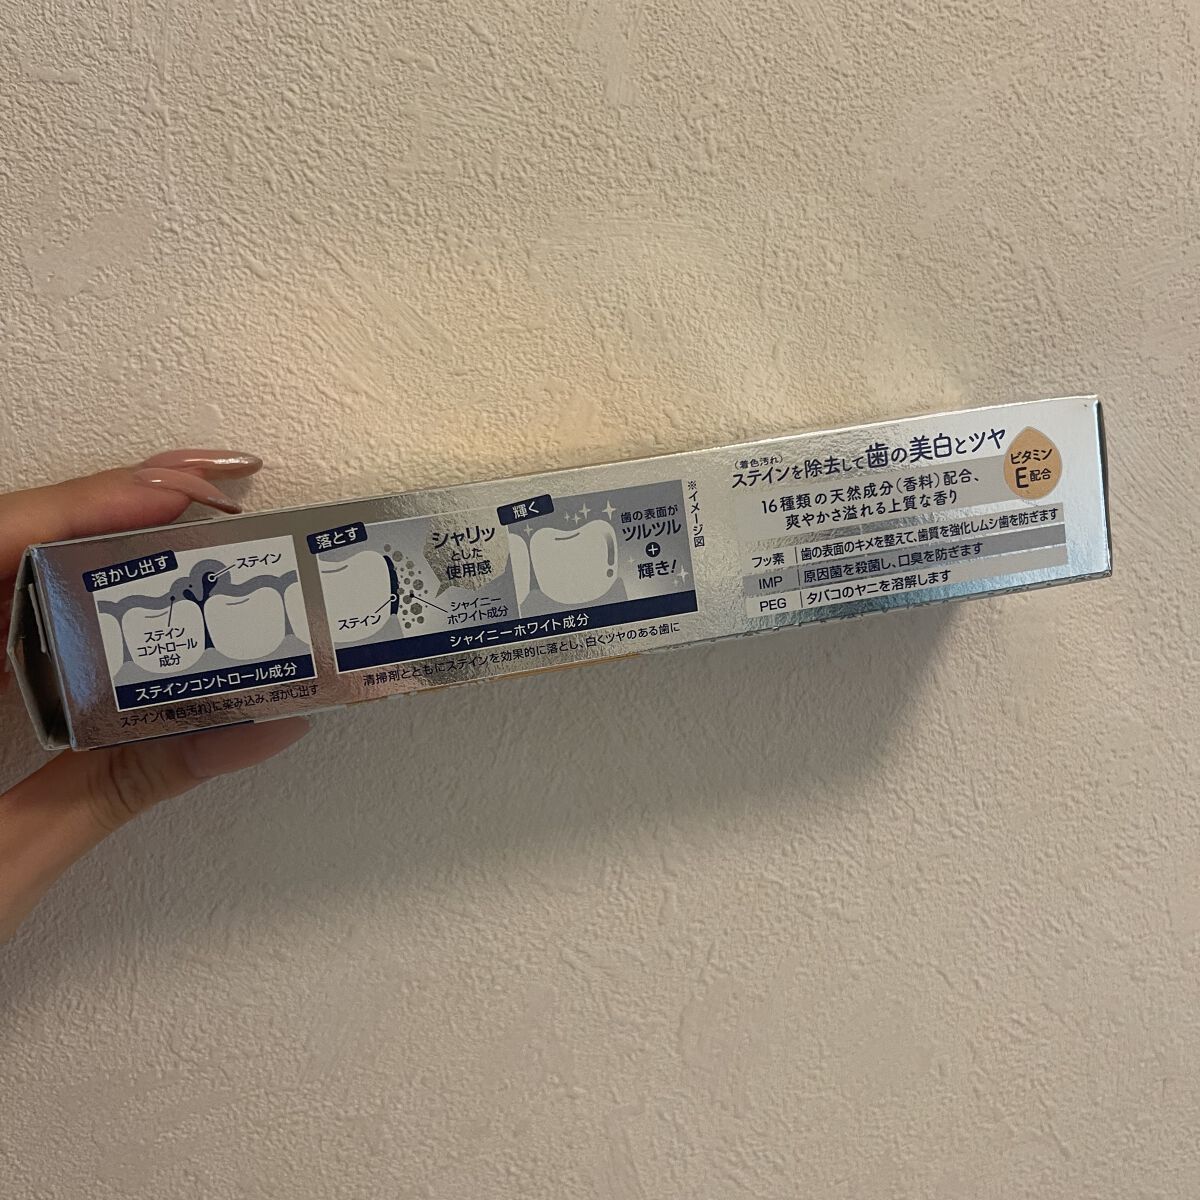 溶かし出す
ステイン
ステイン
コントロール
成分
ステインコントロール成分
ステイン(着色汚れ)に染み込み、溶かし出す
落とす
シャリッ
とした
使用感
ステイン
シャイニー
ホワイト成分
輝く
歯の表面が
ツルツル
+
輝き!
シャイニーホワイト成分
清掃剤とともにステインを効果的に落とし、白くツヤのある歯に
※イメージ図
(着色汚れ)
ステインを除去して歯の美白とツヤ
16種類の天然成分(香料)配合、
爽やかさ溢れる上質な香り
ビタミン
E配合
フッ素 歯の表面のキメを整えて、歯質を強化しムシ歯を防ぎます
IMP 原因菌を殺菌し、口臭を防ぎます
PEG タバコのヤニを溶解します